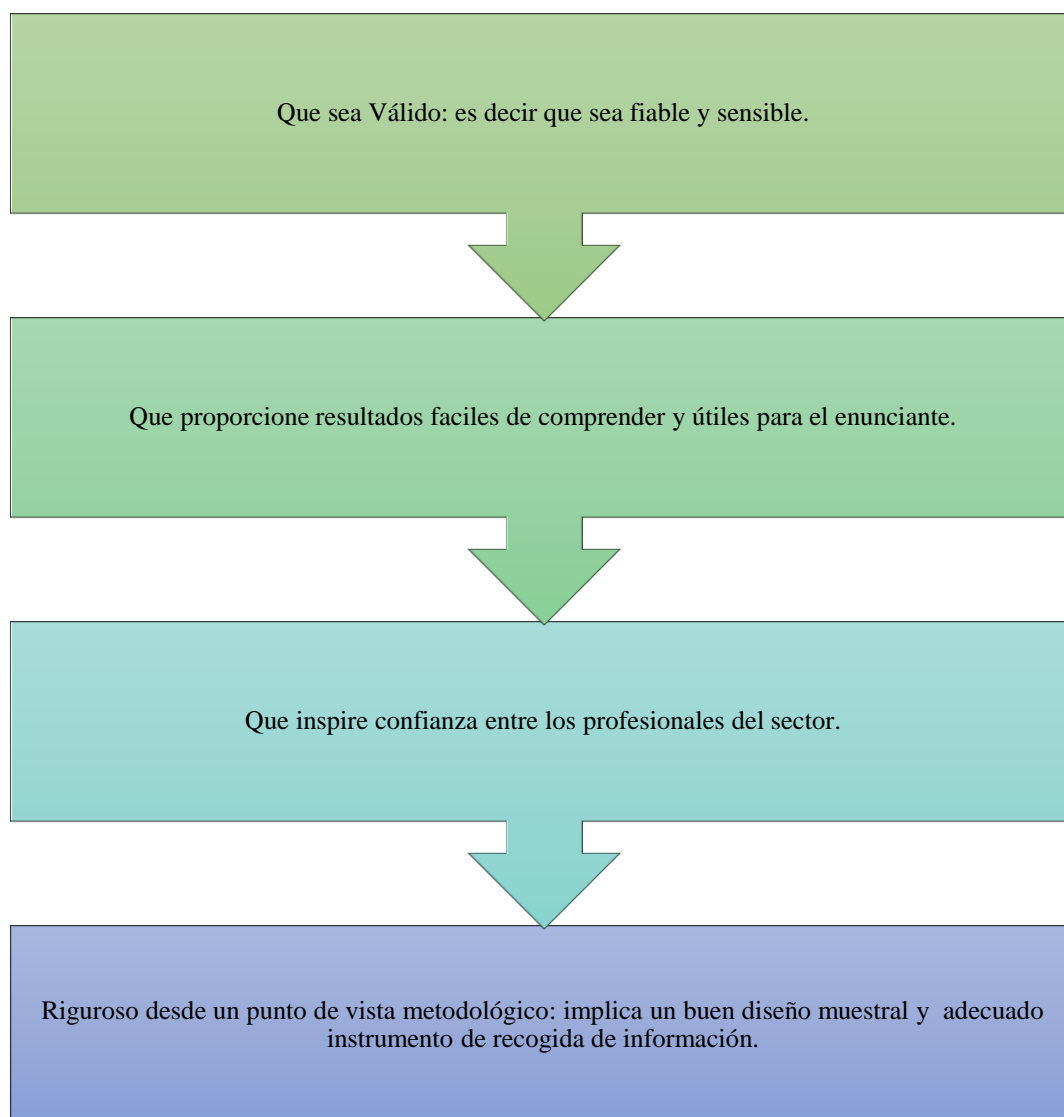 Que sea Válido: es decir que sea fiable y sensible.
Que proporcione resultados faciles de comprender y útiles para el enunciante.
Que inspire confianza entre los profesionales del sector.
Riguroso desde un punto de vista metodológico: implica un buen diseño muestral y adecuado
instrumento de recogida de información.